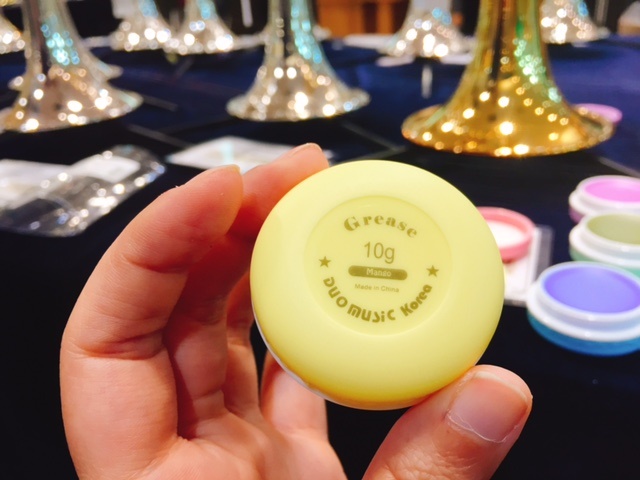 Grease
10g
Mango
Made in China
DUO MUSIC Korea